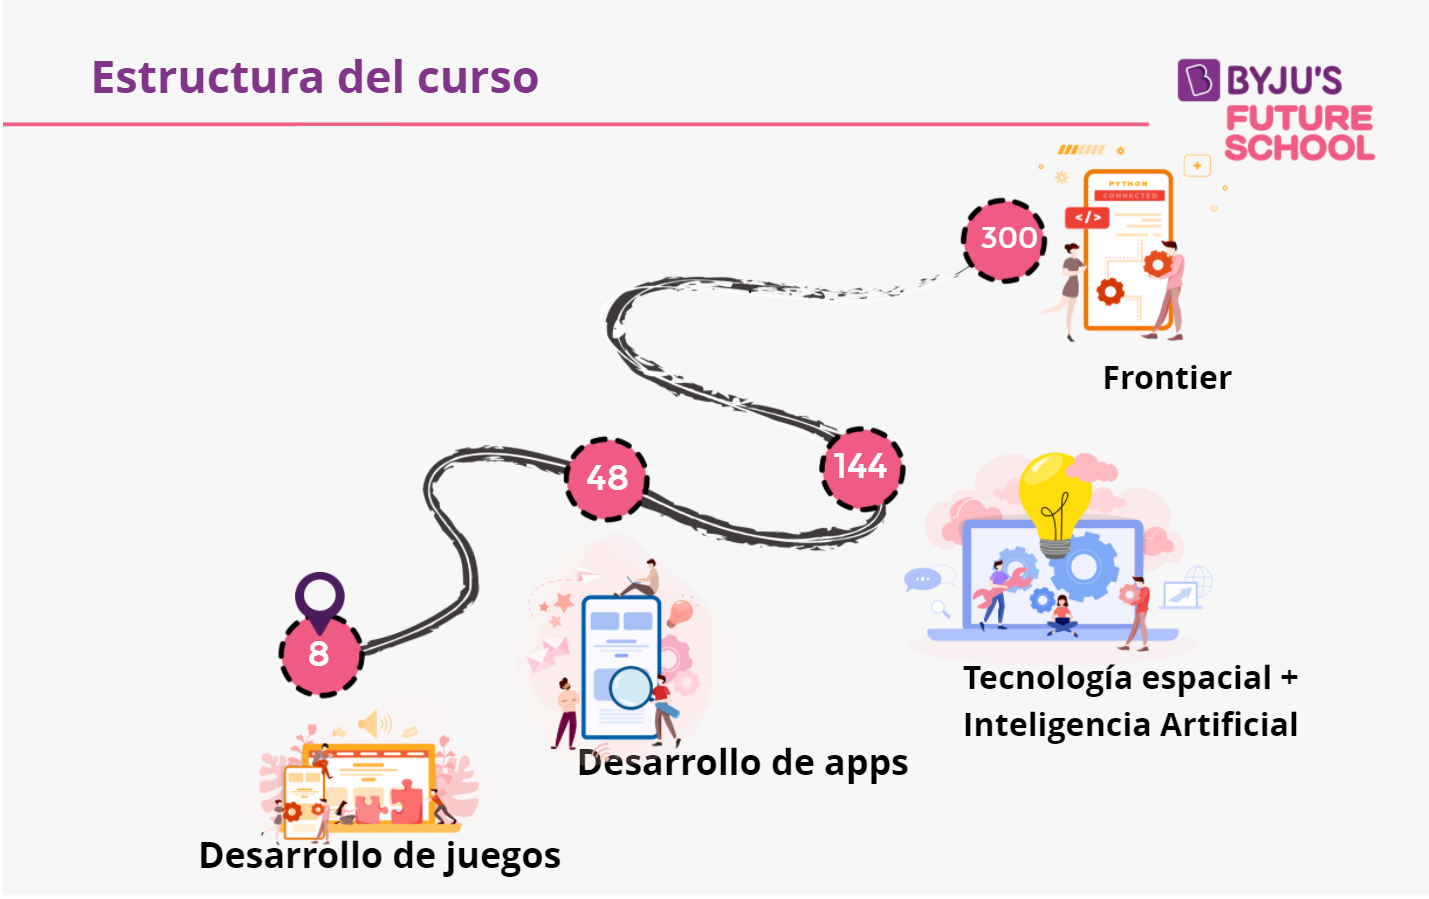 Estructura del curso
BYJU'S
FUTURE
SCHOOL
PYTHON
CONNECTED
</>
300
Frontier
144
48
Tecnología espacial +
Inteligencia Artificial
8
Desarrollo de apps
Desarrollo de juegos